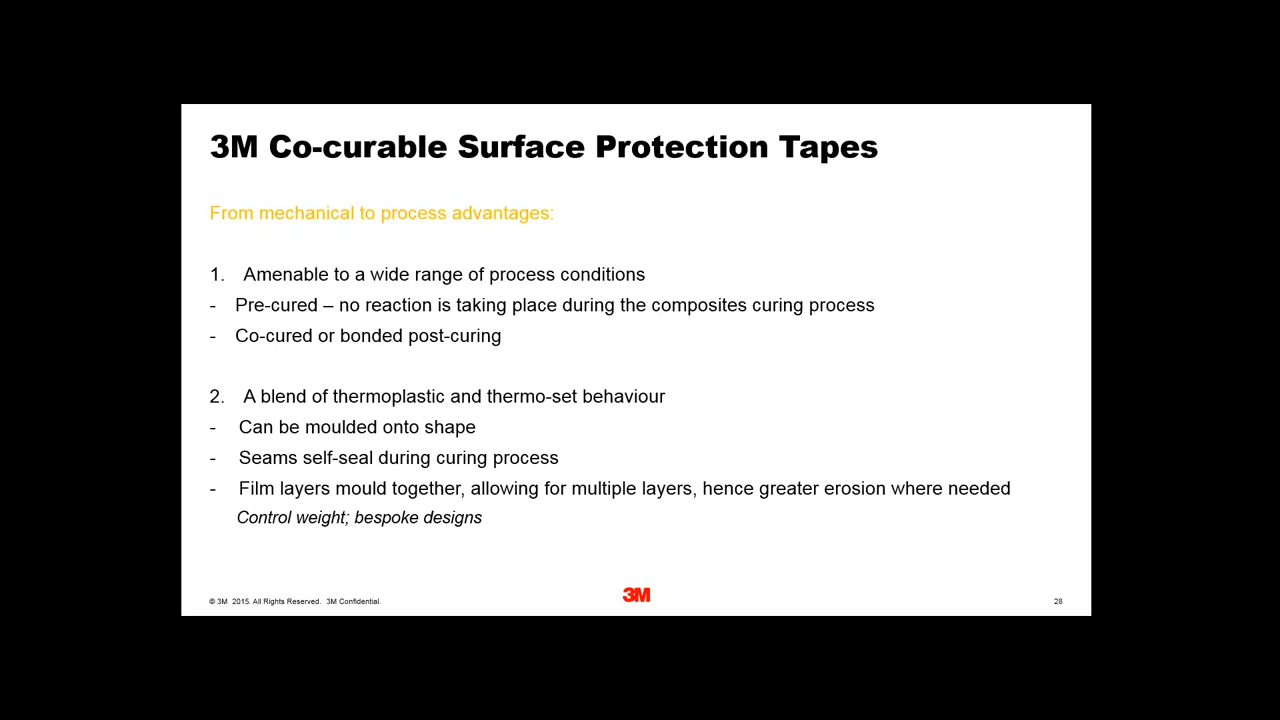 3M Co-curable Surface Protection Tapes
From mechanical to process advantages:
1. Amenable to a wide range of process conditions
- Pre-cured – no reaction is taking place during the composites curing process
- Co-cured or bonded post-curing
2. A blend of thermoplastic and thermo-set behaviour
- Can be moulded onto shape
- Seams self-seal during curing process
- Film layers mould together, allowing for multiple layers, hence greater erosion where needed
Control weight; bespoke designs
© 3M 2015. All Rights Reserved. 3M Confidential.
3M
28